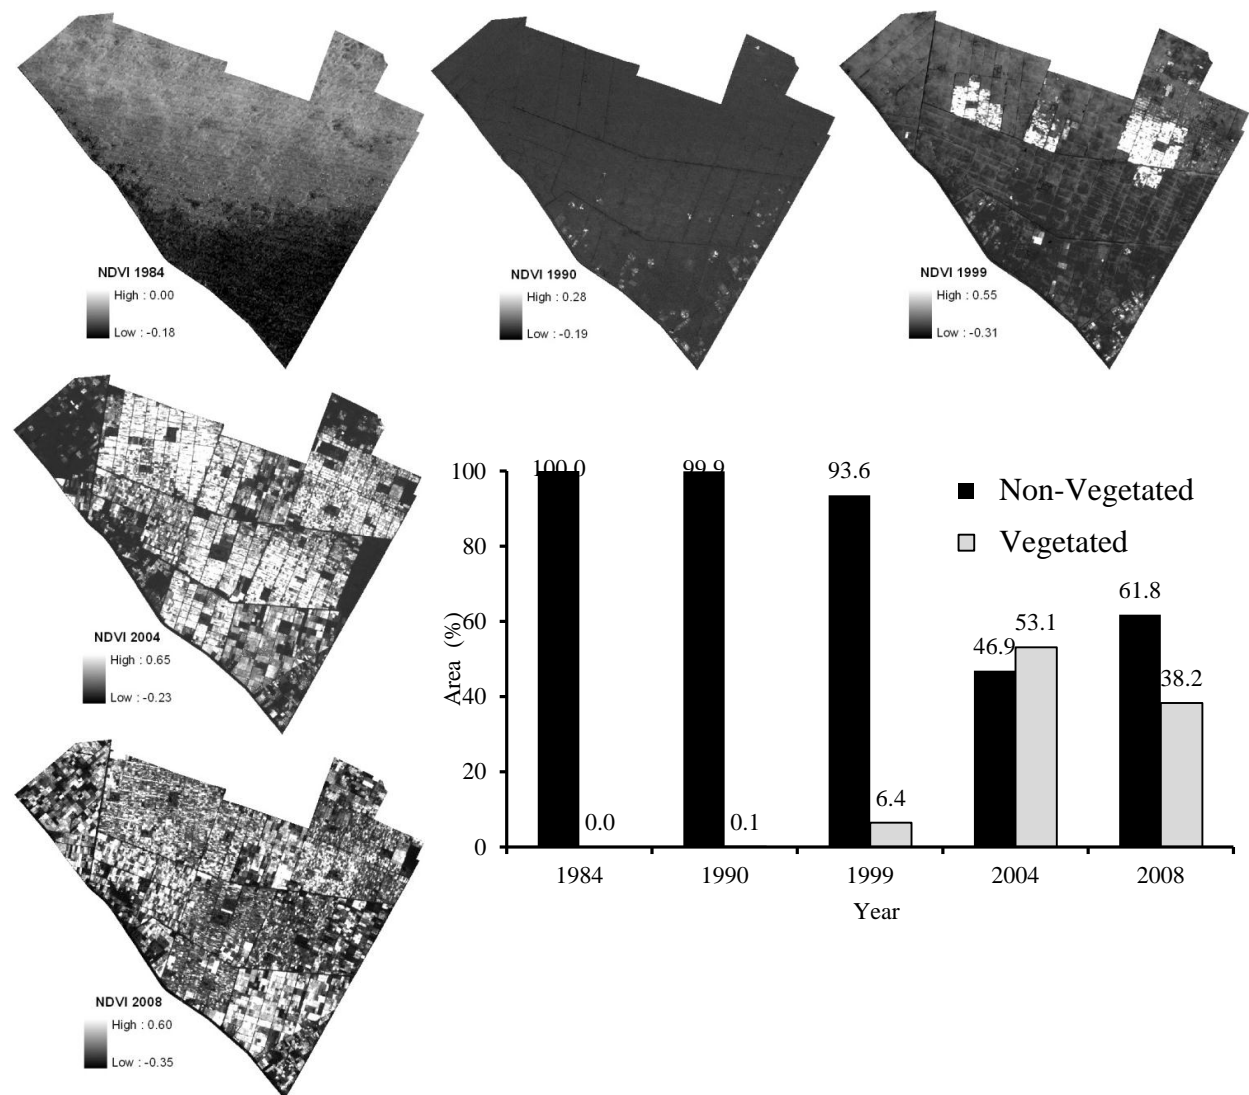 NDVI 1984
High : 0.00
Low : -0.18
NDVI 1990
High : 0.28
Low : -0.19
NDVI 1999
High : 0.55
Low : -0.31
NDVI 2004
High : 0.65
Low : -0.23
NDVI 2008
High : 0.60
Low : -0.35
Area (%)
100
80
60
40
20
0
100.0
0.0
99.9
0.1
93.6
6.4
46.9
53.1
61.8
38.2
Non-Vegetated
Vegetated
1984 1990 1999 2004 2008
Year